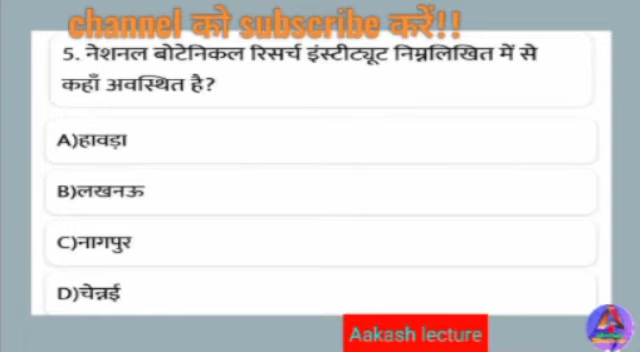 channel को subscribe करें!!
5. नेशनल बोटेनिकल रिसर्च इंस्टीट्यूट निम्नलिखित में से
कहाँ अवस्थित है?
A)हावड़ा
B)लखनऊ
C)नागपुर
D)चेन्नई
Aakash lecture